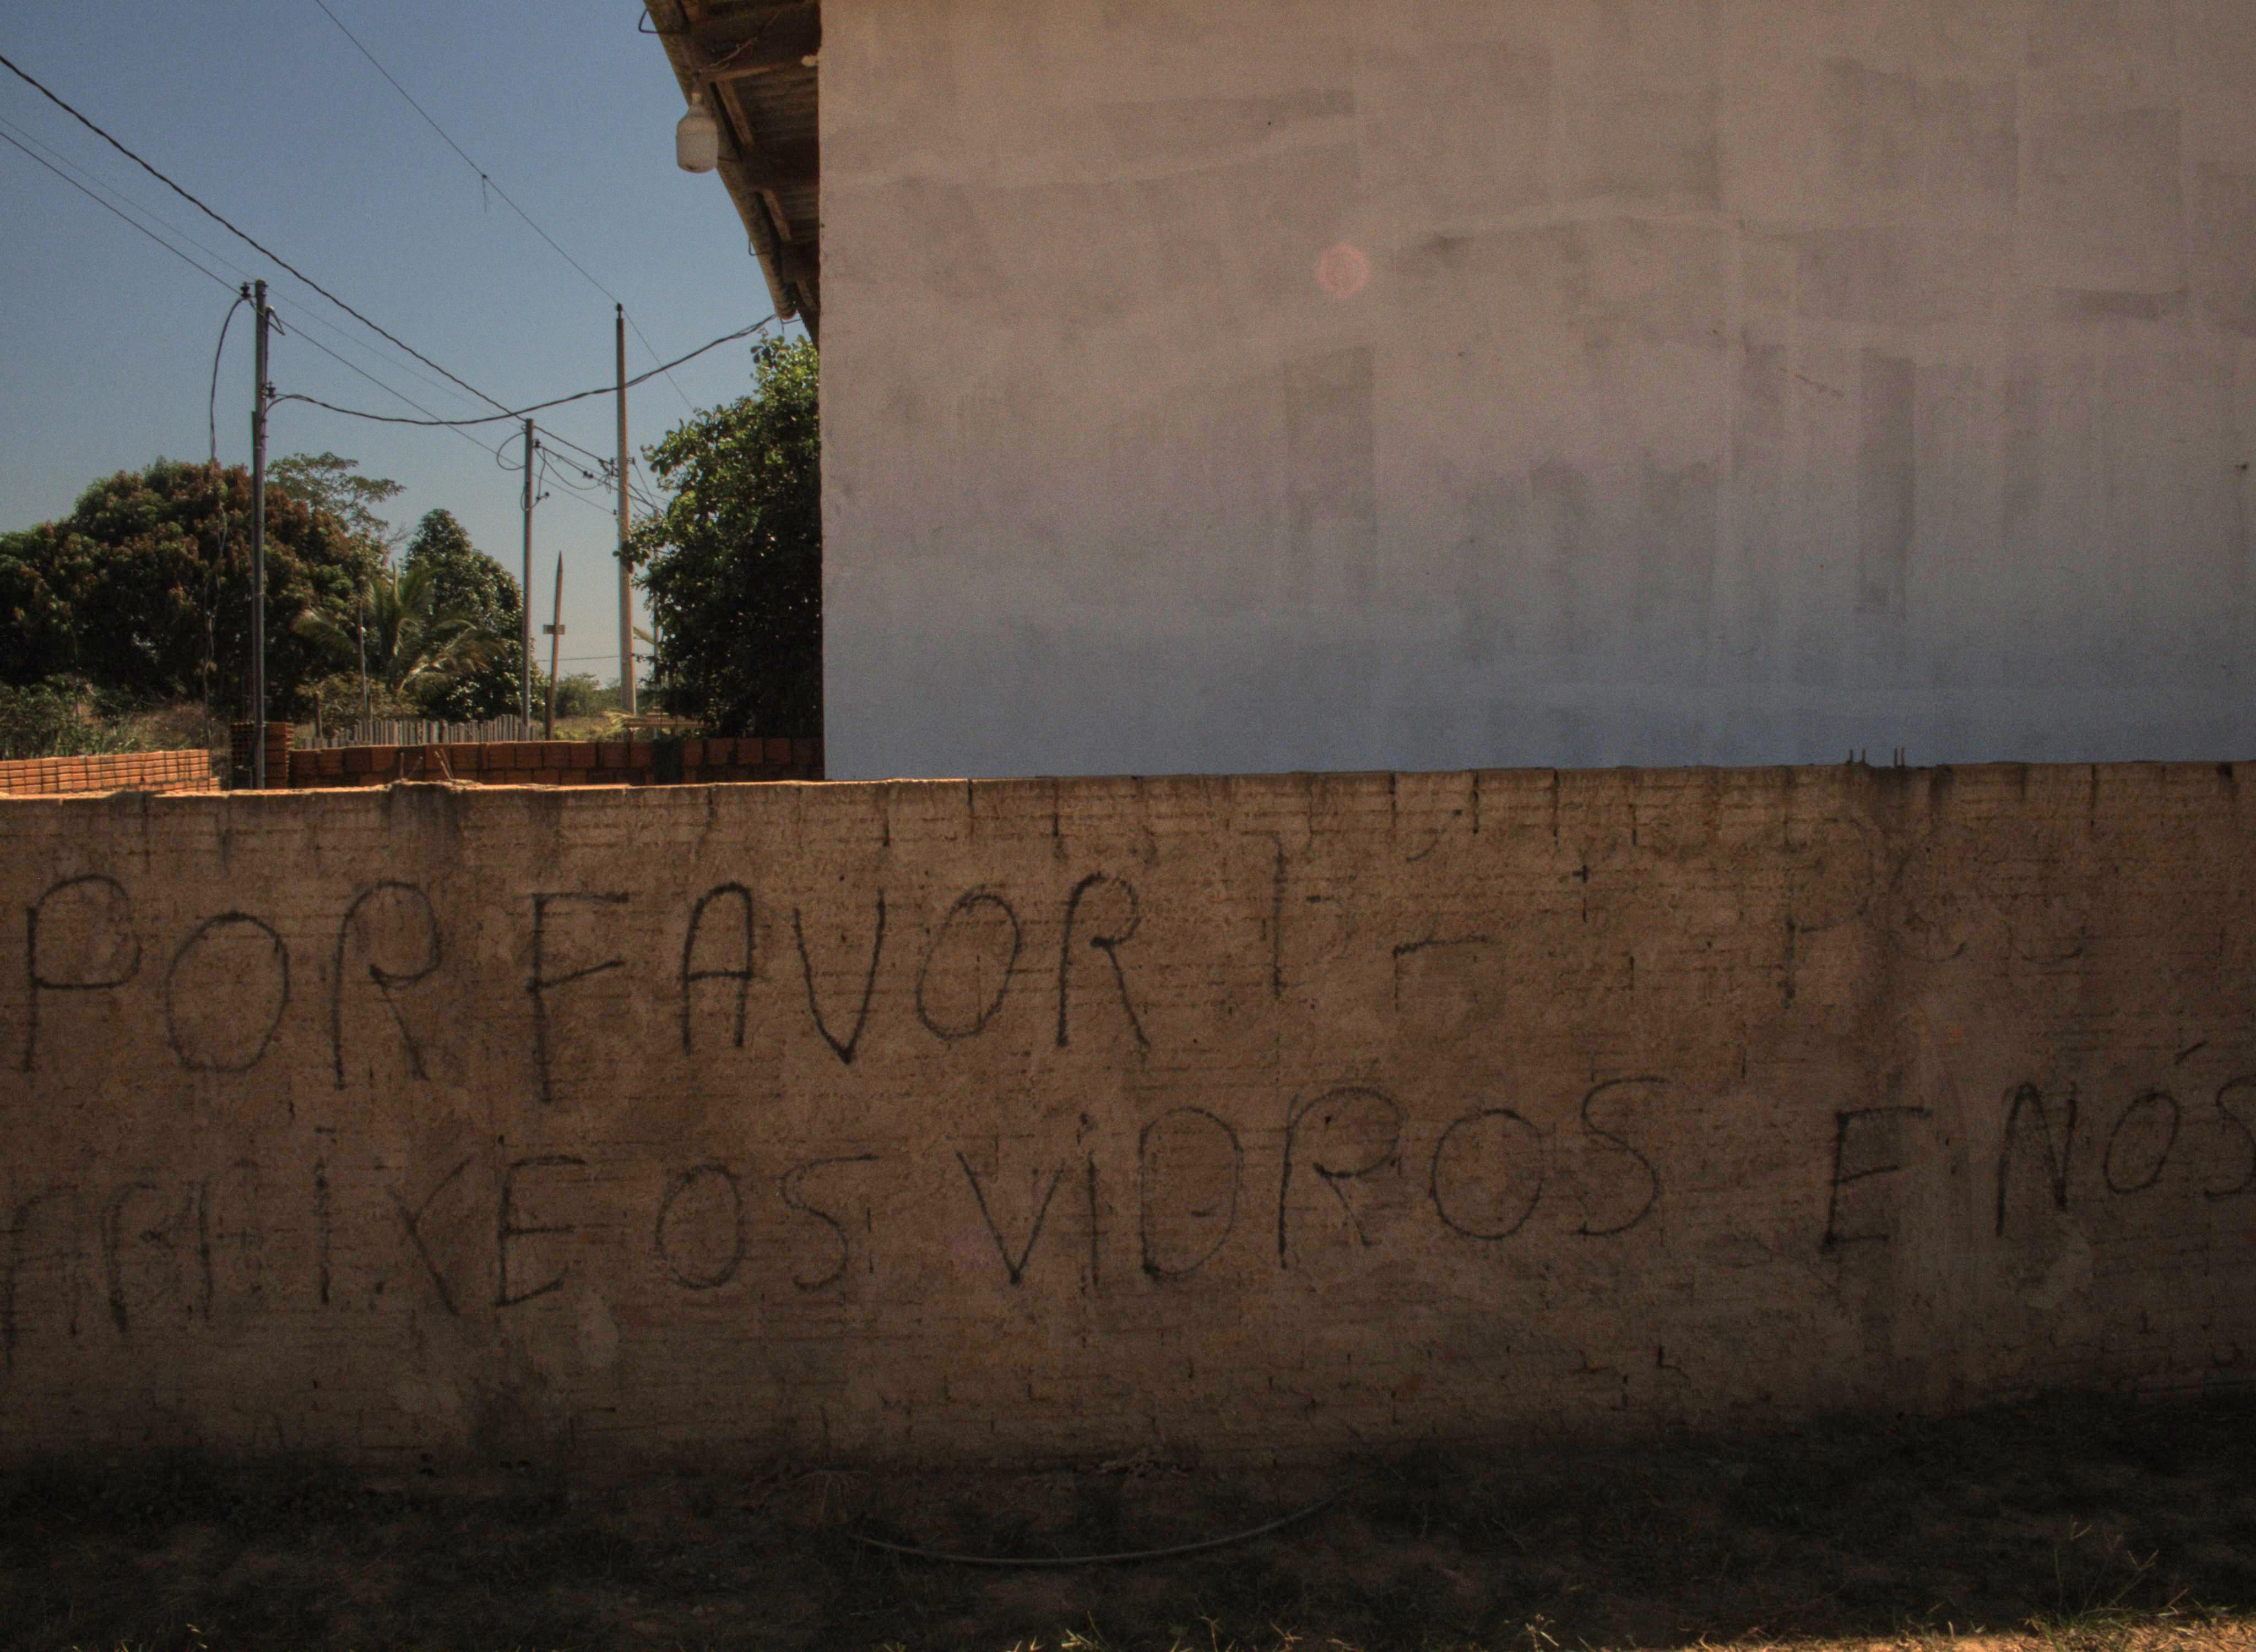 POR FAVOR
ABAIXE OS VIDROS E NÓS